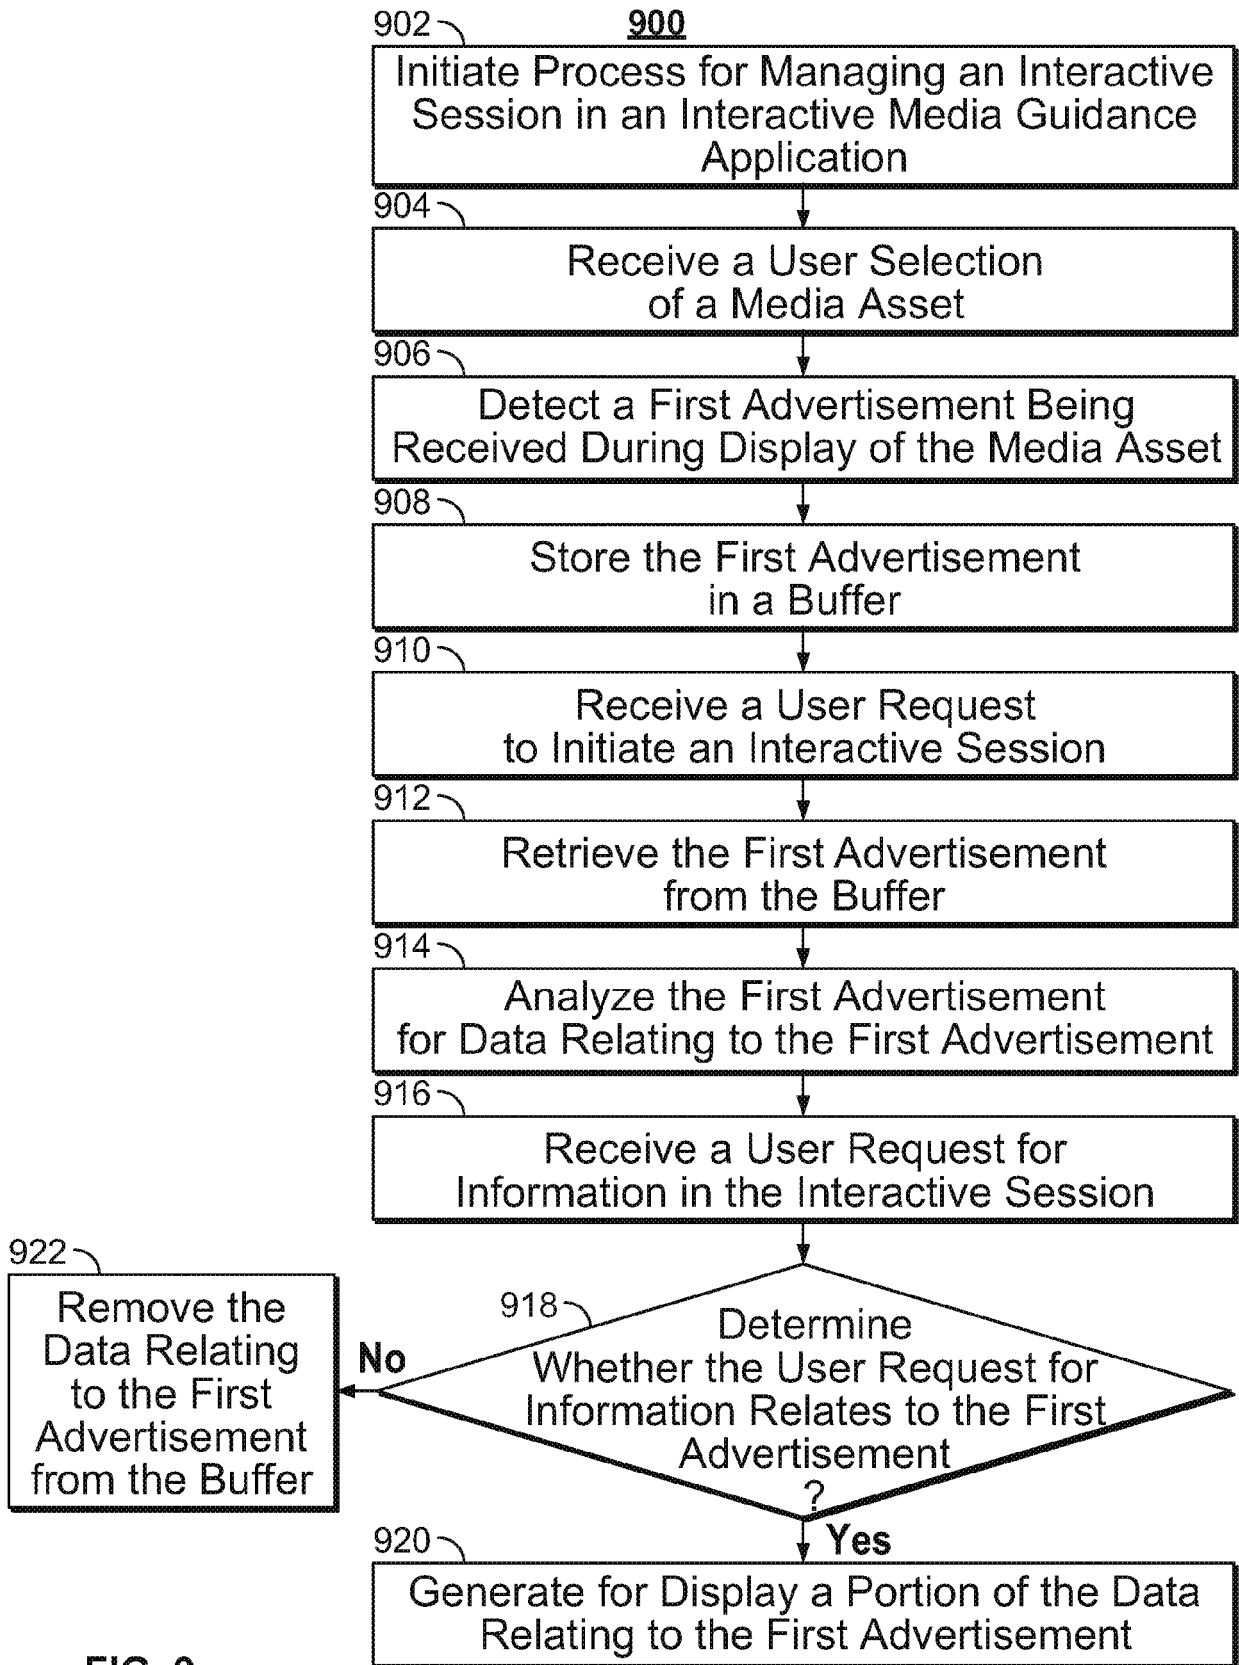 900
902
Initiate Process for Managing an Interactive
Session in an Interactive Media Guidance
Application
904
Receive a User Selection
of a Media Asset
906
Detect a First Advertisement Being
Received During Display of the Media Asset
908
Store the First Advertisement
in a Buffer
910
Receive a User Request
to Initiate an Interactive Session
912
Retrieve the First Advertisement
from the Buffer
914
Analyze the First Advertisement
for Data Relating to the First Advertisement
916
Receive a User Request for
Information in the Interactive Session
918
Determine
Whether the User Request for
Information Relates to the First
Advertisement
?
No
922
Remove the
Data Relating
to the First
Advertisement
from the Buffer
Yes
920
Generate for Display a Portion of the Data
Relating to the First Advertisement
FIG. 9